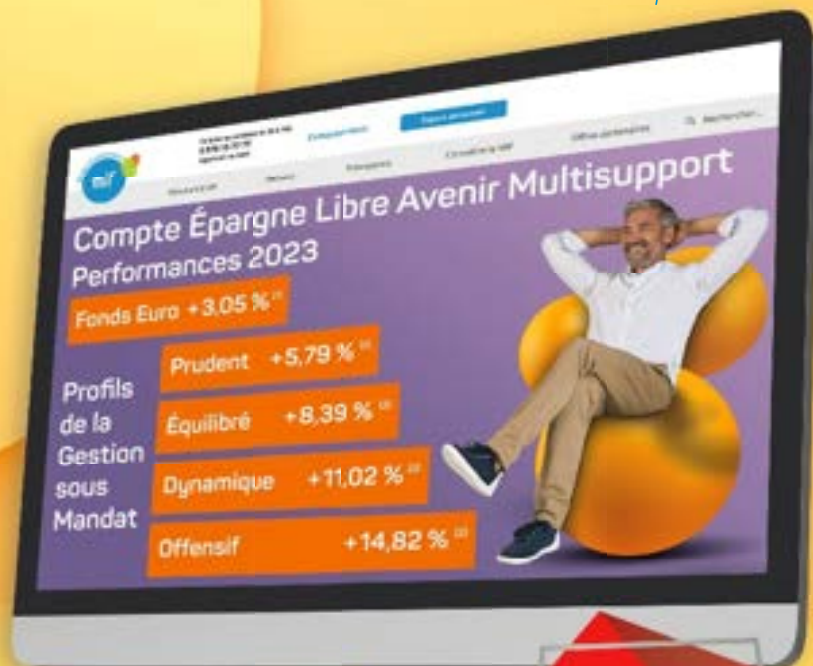 mif
Compte Épargne Libre Avenir Multisupport
Performances 2023
Fonds Euro +3,05 %
Profils
de la
Gestion
sous
Mandat
Prudent +5,79 %
Équilibré +8,39 %
Dynamique +11,02 %
Offensif +14,82 %